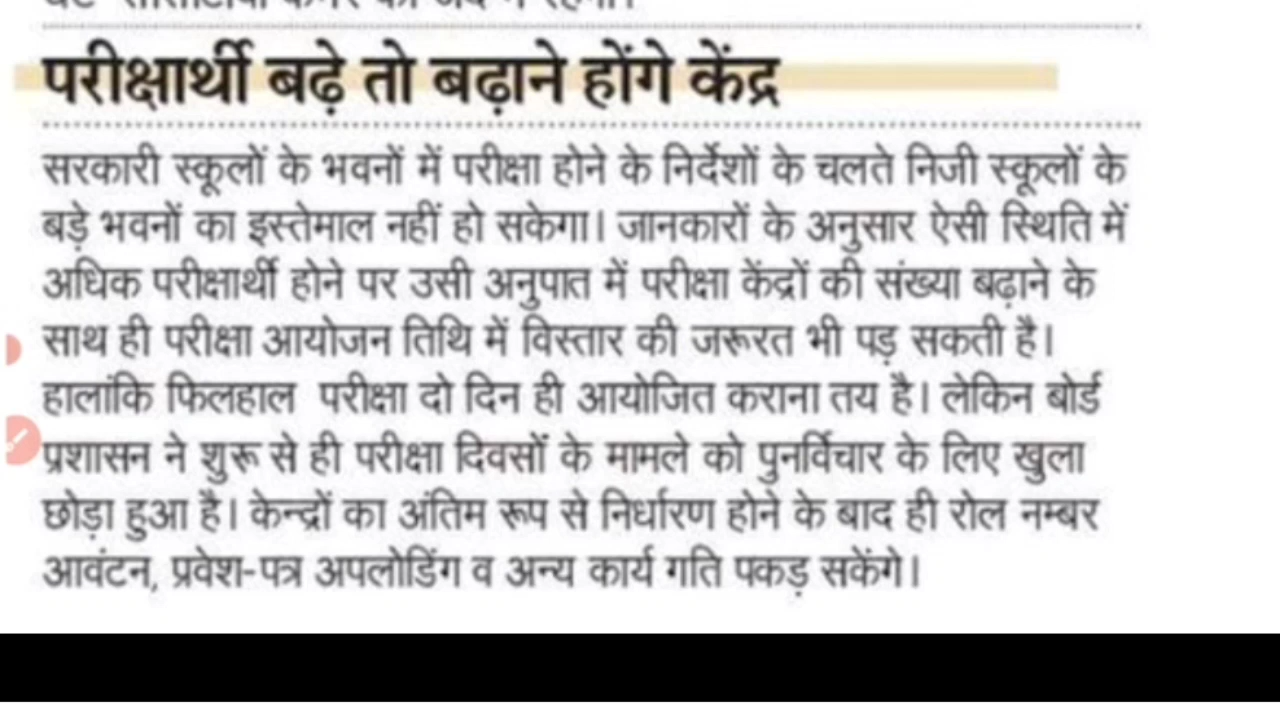 परीक्षार्थी बढ़े तो बढ़ाने होंगे केंद्र
सरकारी स्कूलों के भवनों में परीक्षा होने के निर्देशों के चलते निजी स्कूलों के
बड़े भवनों का इस्तेमाल नहीं हो सकेगा। जानकारों के अनुसार ऐसी स्थिति में
अधिक परीक्षार्थी होने पर उसी अनुपात में परीक्षा केंद्रों की संख्या बढ़ाने के
साथ ही परीक्षा आयोजन तिथि में विस्तार की जरूरत भी पड़ सकती है।
हालांकि फिलहाल परीक्षा दो दिन ही आयोजित कराना तय है। लेकिन बोर्ड
प्रशासन ने शुरू से ही परीक्षा दिवसों के मामले को पुनर्विचार के लिए खुला
छोड़ा हुआ है। केन्द्रों का अंतिम रूप से निर्धारण होने के बाद ही रोल नम्बर
आवंटन, प्रवेश-पत्र अपलोडिंग व अन्य कार्य गति पकड़ सकेंगे।